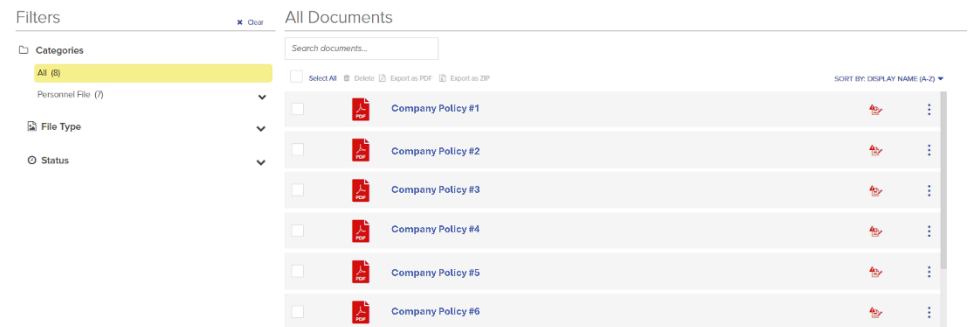 Filters
✖ Clear
All Documents
Categories
Search documents...
All (8)
Select All Delete Export as PDF Export as ZIP
SORT BY: DISPLAY NAME (A-Z)
Personnel File (7)
PDF Company Policy #1
File Type
PDF Company Policy #2
Status
PDF Company Policy #3
PDF Company Policy #4
PDF Company Policy #5
PDF Company Policy #6